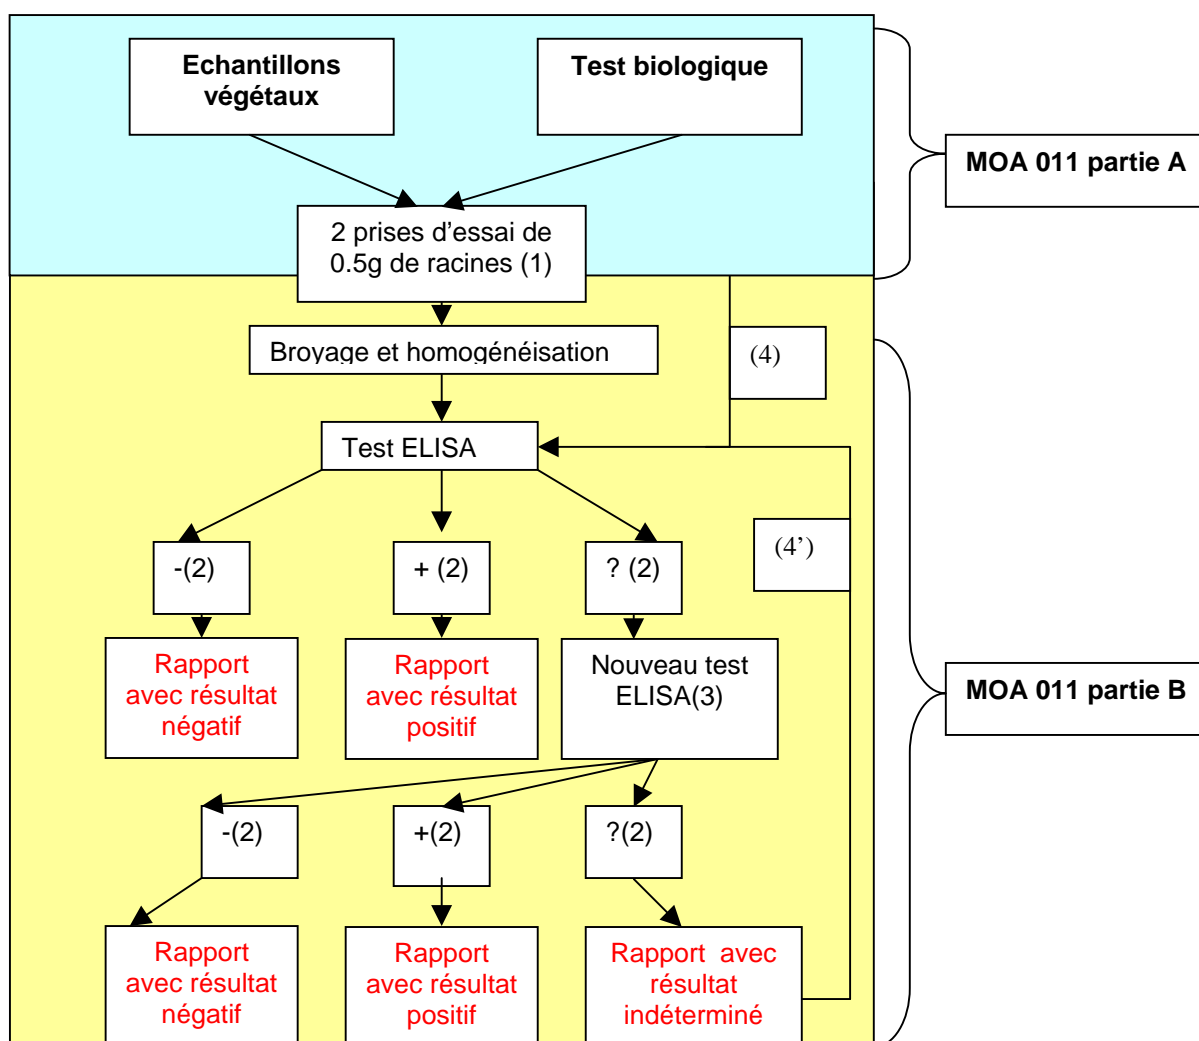 Echantillons
végétaux
Test biologique
MOA 011 partie A
2 prises d'essai de
0.5g de racines (1)
Broyage et homogénéisation
(4)
Test ELISA
-(2)
+ (2)
? (2)
(4')
Rapport
avec résultat
négatif
Rapport
avec résultat
positif
Nouveau test
ELISA(3)
MOA 011 partie B
-(2)
+(2)
?(2)
Rapport
avec résultat
négatif
Rapport
avec résultat
positif
Rapport avec
résultat
indéterminé